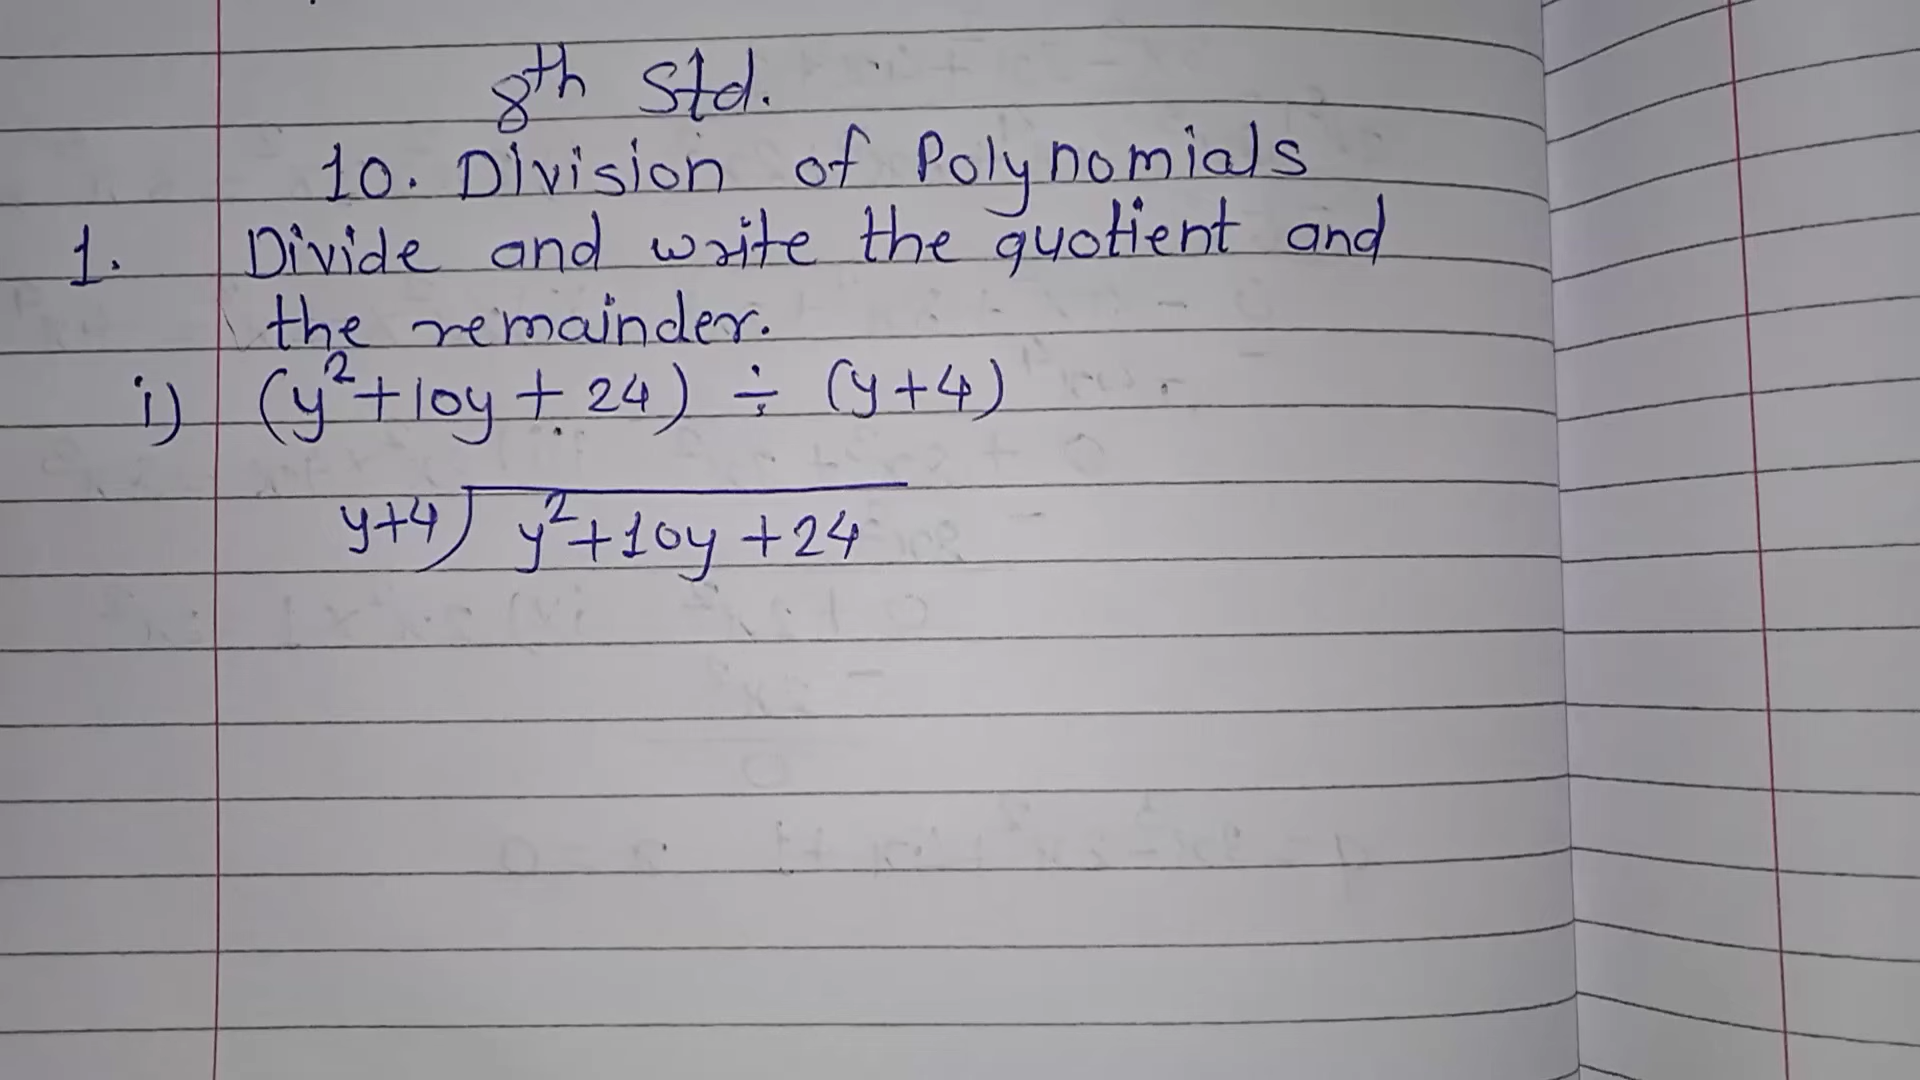 8th Std.
10. Division of Polynomials
1. Divide and write the quotient and
the remainder.
i) (y²+10y + 24) ÷ (y+4)
y+4) y²+10y +24